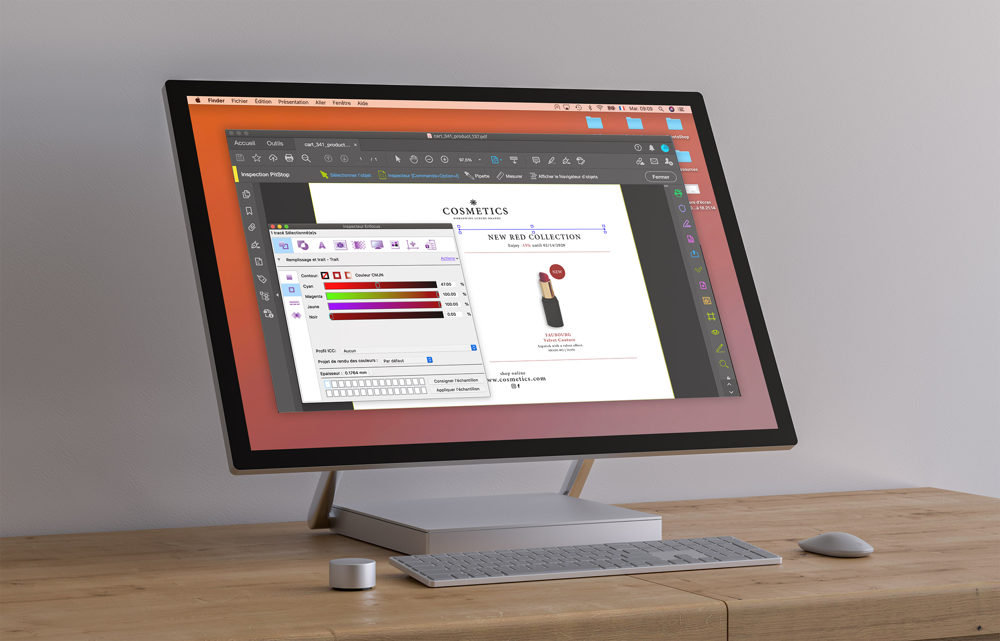 Finder Fichier Édition Présentation Aller Fenêtre Aide
Mar. 09:09
estaShop
ssources
ure d'écran
0...à 18.21.14
cart_341_product_137.pdf
Accueil Outils cart_341_product... ×
1 / 1 97,5%
Inspection PitStop Sélectionner l'objet Inspecteur [Commande+Option+I] Pipette Mesurer Afficher le Navigateur d'objets Fermer
COSMETICS
WORLDWIDE LUXURY BRANDS
NEW RED COLLECTION
Enjoy -15% until 02/14/2020
NEW
FAUBOURG
Velvet Couture
Lipstick with a velvet effect.
SHADE 002 | 34,99€
shop online
ww.cosmetics.com
Inspecteur Enfocus
1 tracé Sélectionné(e)s
Remplissage et trait - Trait Actions
Contour: Couleur CMJN
Cyan 47.00 %
Magenta 100.00 %
Jaune 100.00 %
Noir 0.00 %
Profil ICC: Aucun
Projet de rendu des couleurs : Par défaut
Epaisseur : 0.1764 mm
Consigner l'échantillon
Appliquer l'échantillon